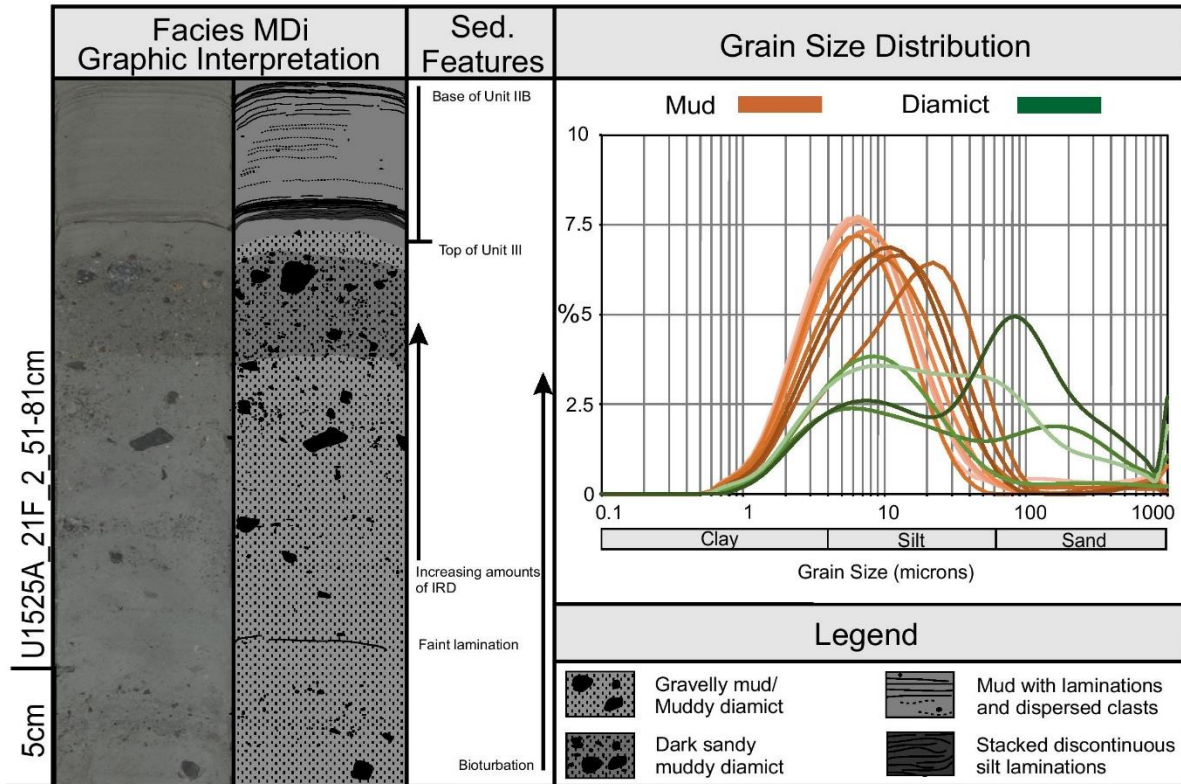 Facies MDi
Graphic Interpretation
Sed.
Features
Grain Size Distribution
U1525A_21F_2_51-81cm
5cm
Base of Unit IIB
Top of Unit III
Increasing amounts
of IRD
Faint lamination
Bioturbation
Mud
Diamict
10
7.5
%5
2.5
0
0.1
1
10
100
1000
Clay
Silt
Sand
Grain Size (microns)
Legend
Gravelly mud/
Muddy diamict
Mud with laminations
and dispersed clasts
Dark sandy
muddy diamict
Stacked discontinuous
silt laminations